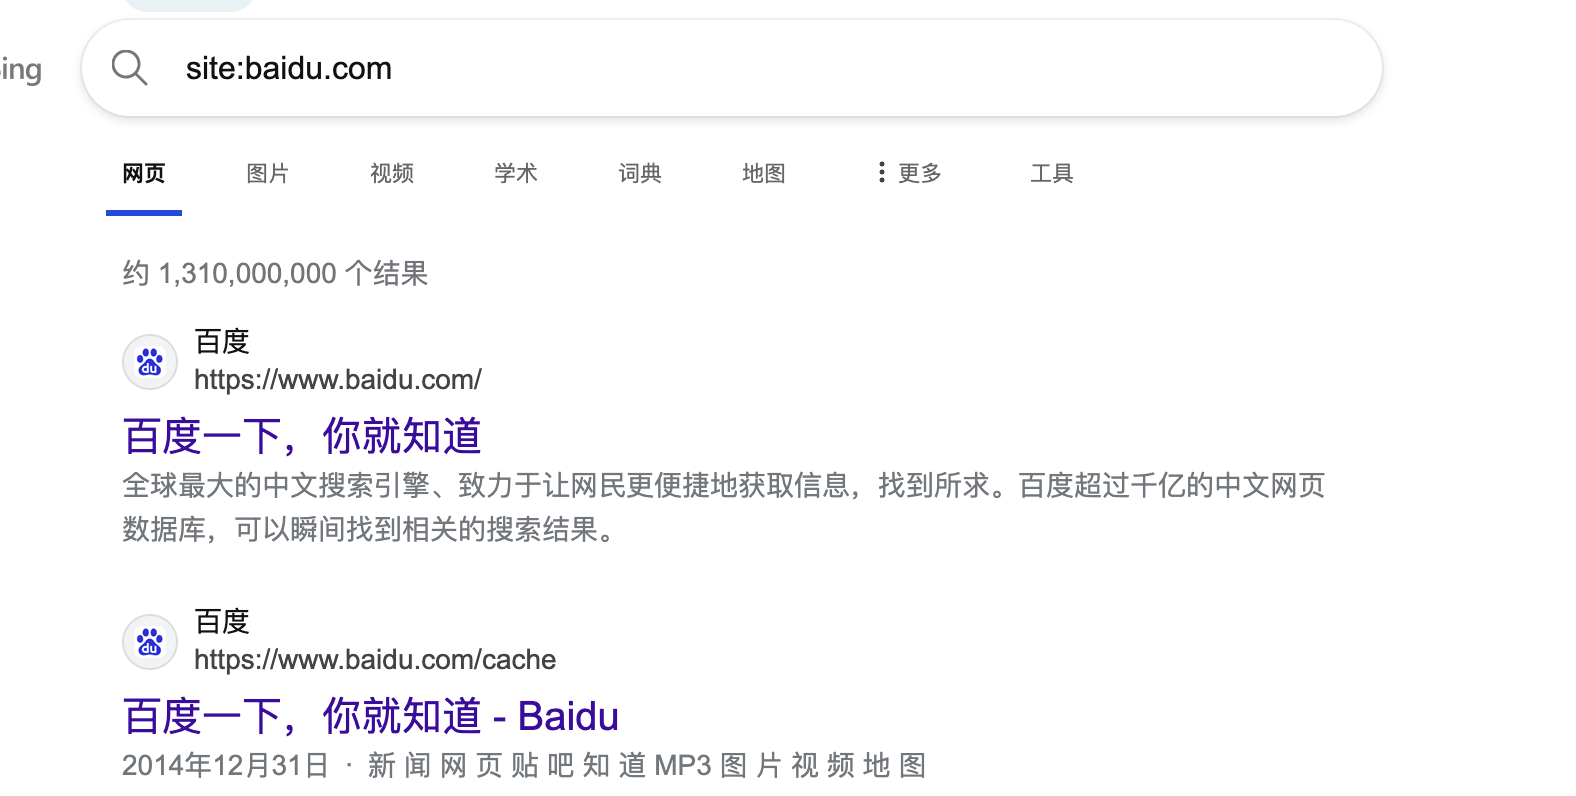 ing
site:baidu.com
网页 图片 视频 学术 词典 地图 更多 工具
约 1,310,000,000 个结果
百度
https://www.baidu.com/
百度一下，你就知道
全球最大的中文搜索引擎、致力于让网民更便捷地获取信息，找到所求。百度超过千亿的中文网页
数据库，可以瞬间找到相关的搜索结果。
百度
https://www.baidu.com/cache
百度一下，你就知道 - Baidu
2014年12月31日 · 新 闻 网 页 贴 吧 知 道 MP3 图 片 视 频 地 图